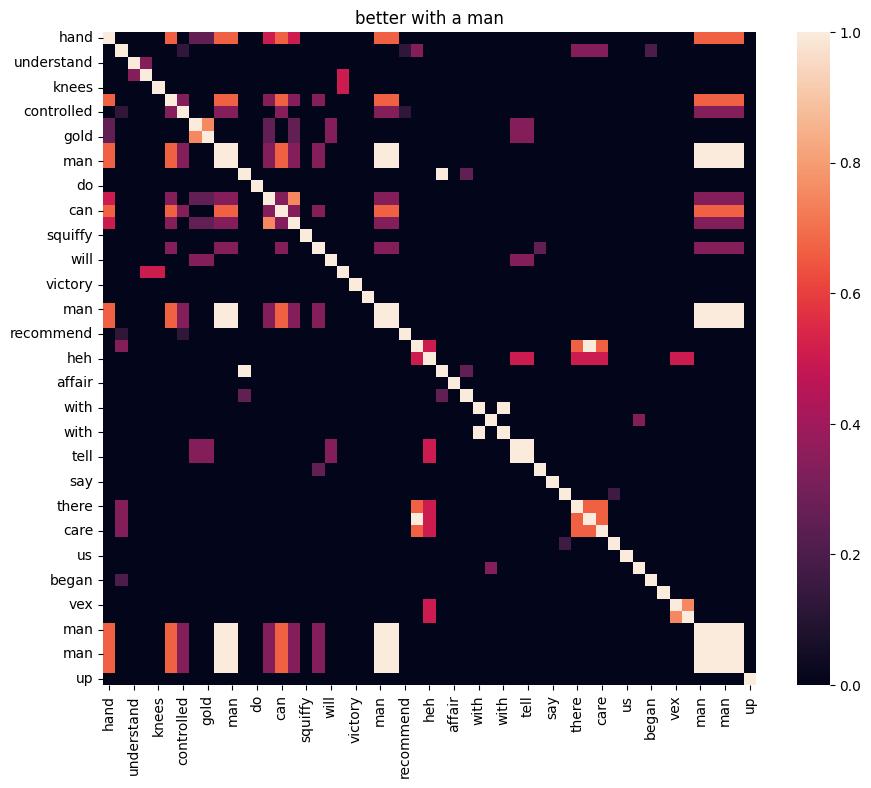 better with a man
hand
understand
knees
controlled
gold
man
do
can
squiffy
will
victory
man
recommend
heh
affair
with
with
tell
say
there
care
us
began
vex
man
man
up
1.0
0.8
0.6
0.4
0.2
0.0
hand
understand
knees
controlled
gold
man
do
can
squiffy
will
victory
man
recommend
heh
affair
with
with
tell
say
there
care
us
began
vex
man
man
up